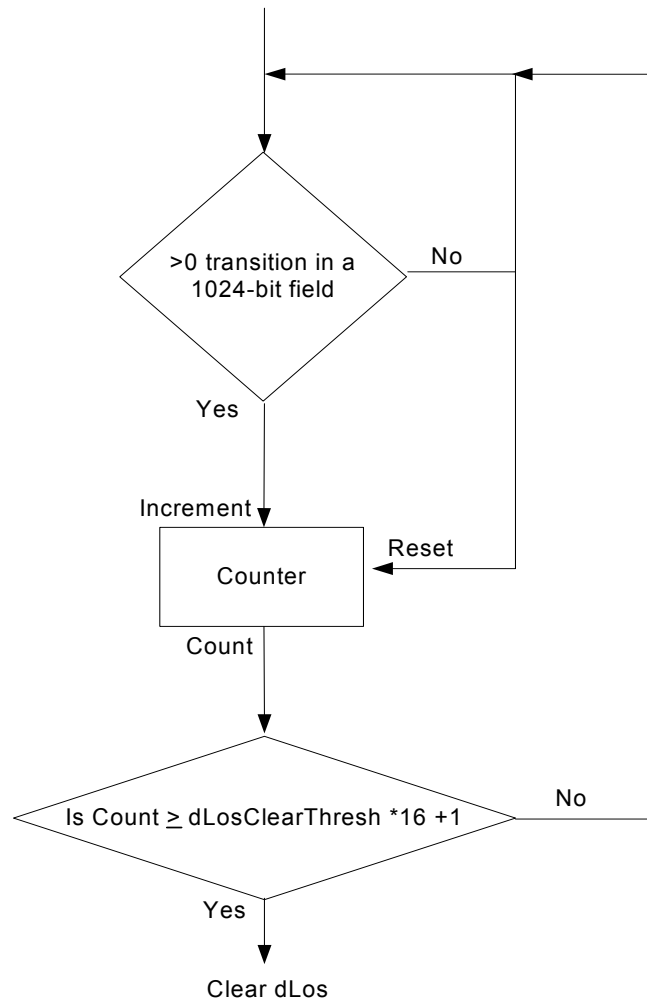 >0 transition in a
1024-bit field
No
Yes
Increment
Reset
Counter
Count
Is Count ≥ dLosClearThresh *16 +1
No
Yes
Clear dLos